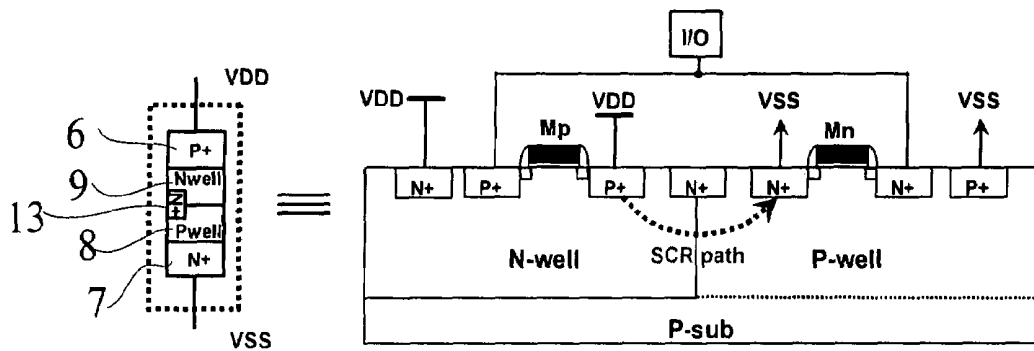 I/O
VDD
VDD
VDD
VSS
VSS
Mp
Mn
6
P+
9
Nwell
N+
13
8
Pwell
N+
7
N+
P+
P+
N+
N+
N+
P+
SCR path
N-well
P-well
P-sub
VSS